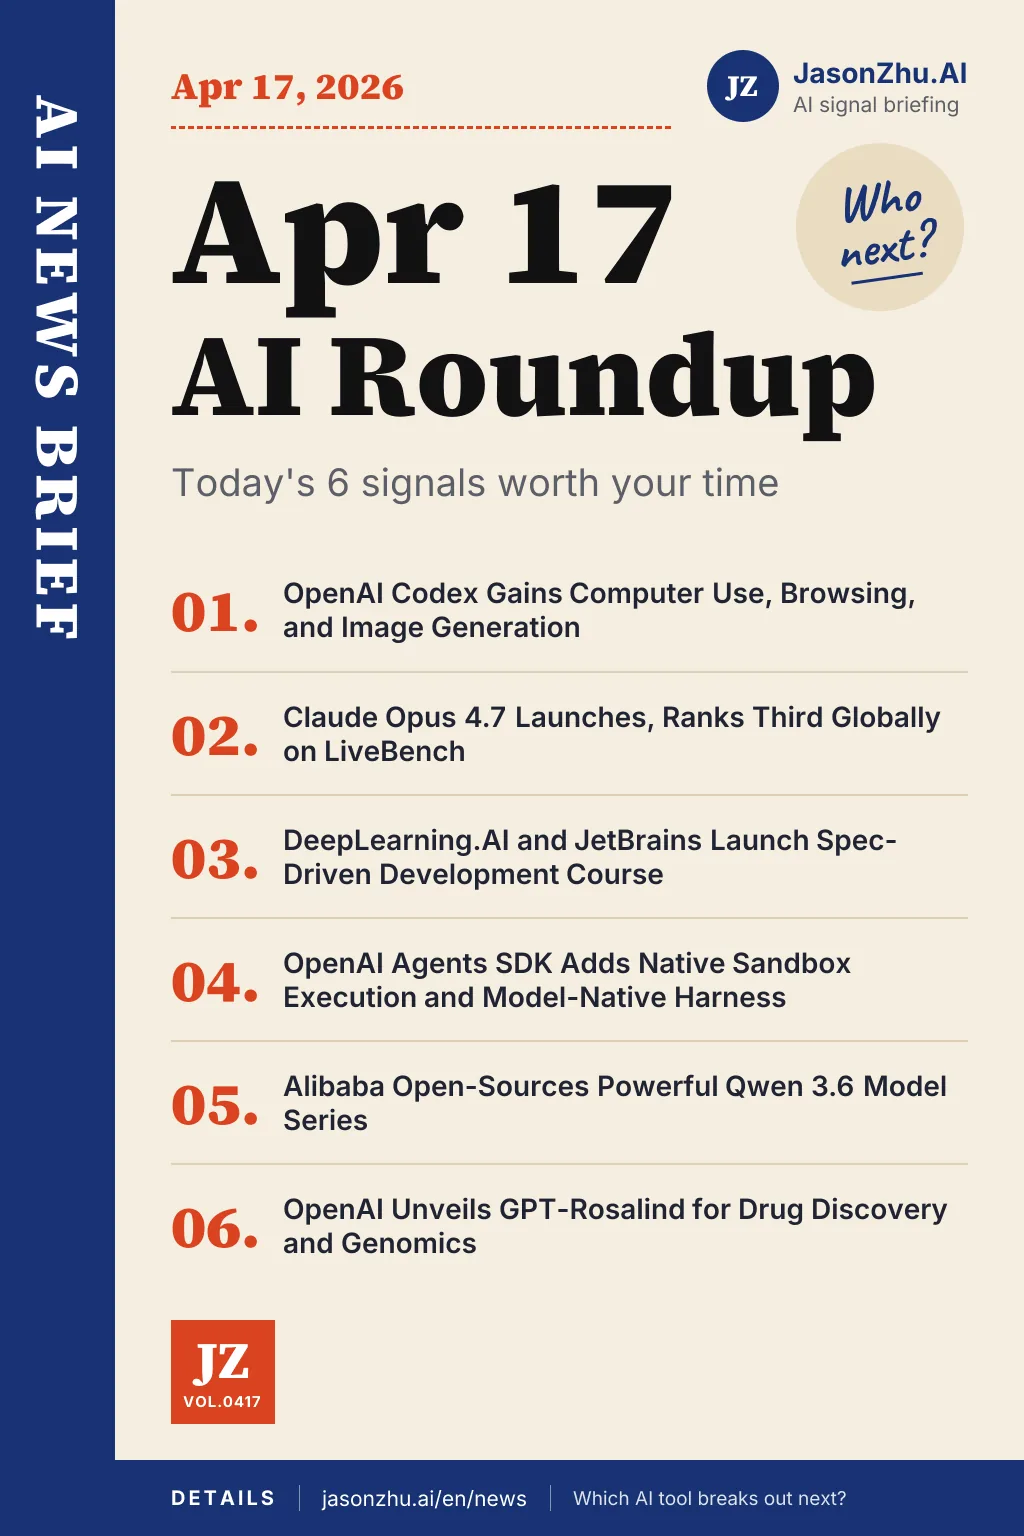 AI NEWS BRIEF
Apr 17, 2026
JZ
JasonZhu.AI
AI signal briefing
Who
next?
Apr 17
AI Roundup
Today's 6 signals worth your time
01.
OpenAI Codex Gains Computer Use, Browsing,
and Image Generation
02.
Claude Opus 4.7 Launches, Ranks Third Globally
on LiveBench
03.
DeepLearning.AI and JetBrains Launch Spec-
Driven Development Course
04.
OpenAI Agents SDK Adds Native Sandbox
Execution and Model-Native Harness
05.
Alibaba Open-Sources Powerful Qwen 3.6 Model
Series
06.
OpenAI Unveils GPT-Rosalind for Drug Discovery
and Genomics
JZ
VOL.0417
DETAILS
jasonzhu.ai/en/news
Which AI tool breaks out next?